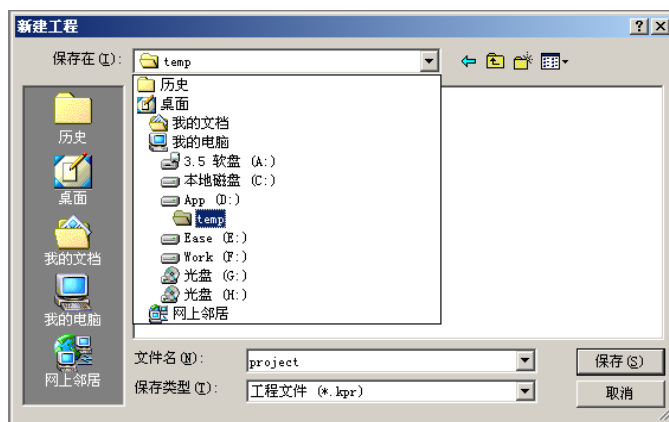 新建工程
保存在(I):
temp
历史
桌面
我的文档
我的电脑
3.5 软盘 (A:)
本地磁盘 (C:)
App (D:)
temp
Ease (E:)
Work (F:)
光盘 (G:)
光盘 (H:)
网上邻居
历史
桌面
我的文档
我的电脑
网上邻居
文件名(N):
project
保存(S)
保存类型(T):
工程文件 (*.kpr)
取消